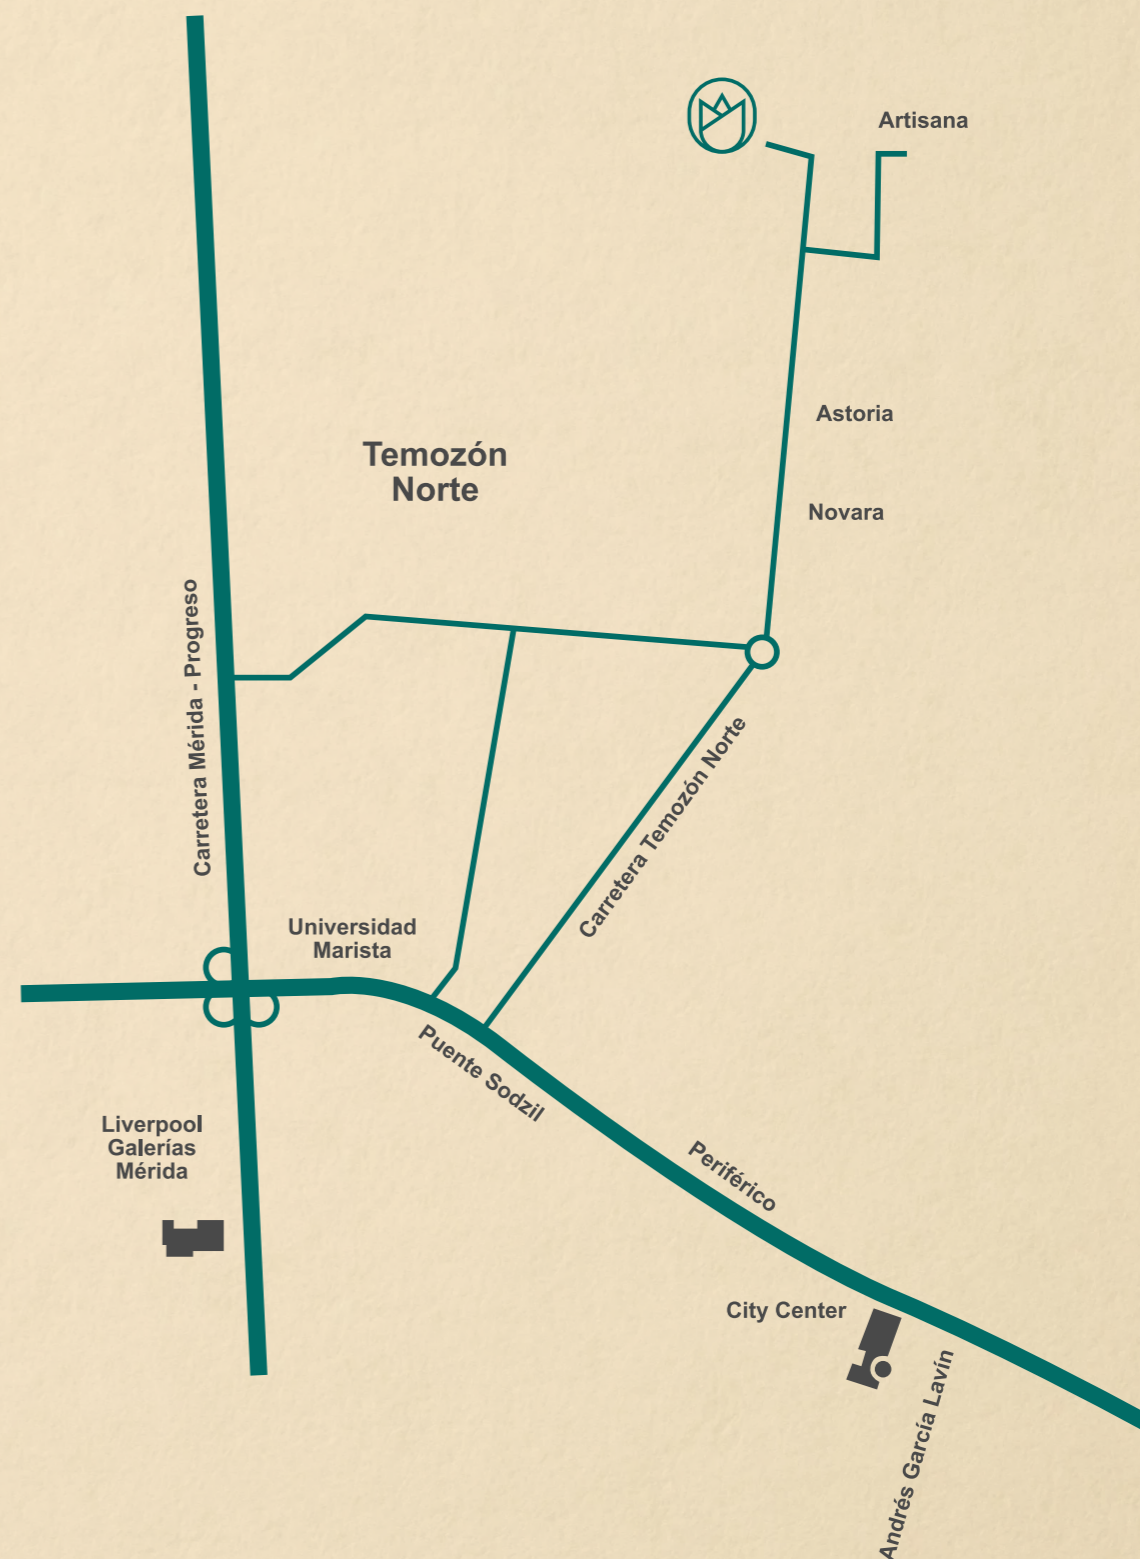 Artisana
Astoria
Temozón
Norte
Novara
Carretera Mérida - Progreso
Carretera Temozón Norte
Universidad
Marista
Puente Sodzil
Liverpool
Galerías
Mérida
Periférico
City Center
Andrés García Lavín